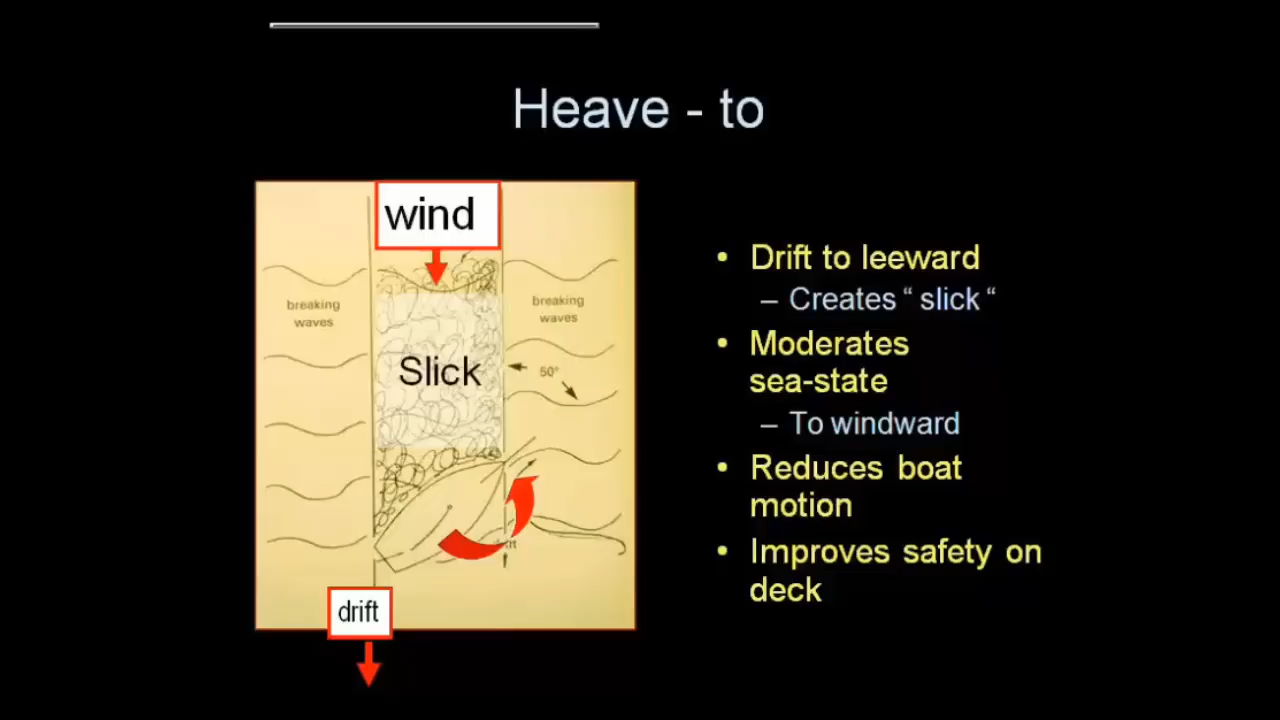 Heave - to
wind
breaking
waves
breaking
waves
Slick
50°
drift
• Drift to leeward
– Creates “ slick “
• Moderates
sea-state
– To windward
• Reduces boat
motion
• Improves safety on
deck